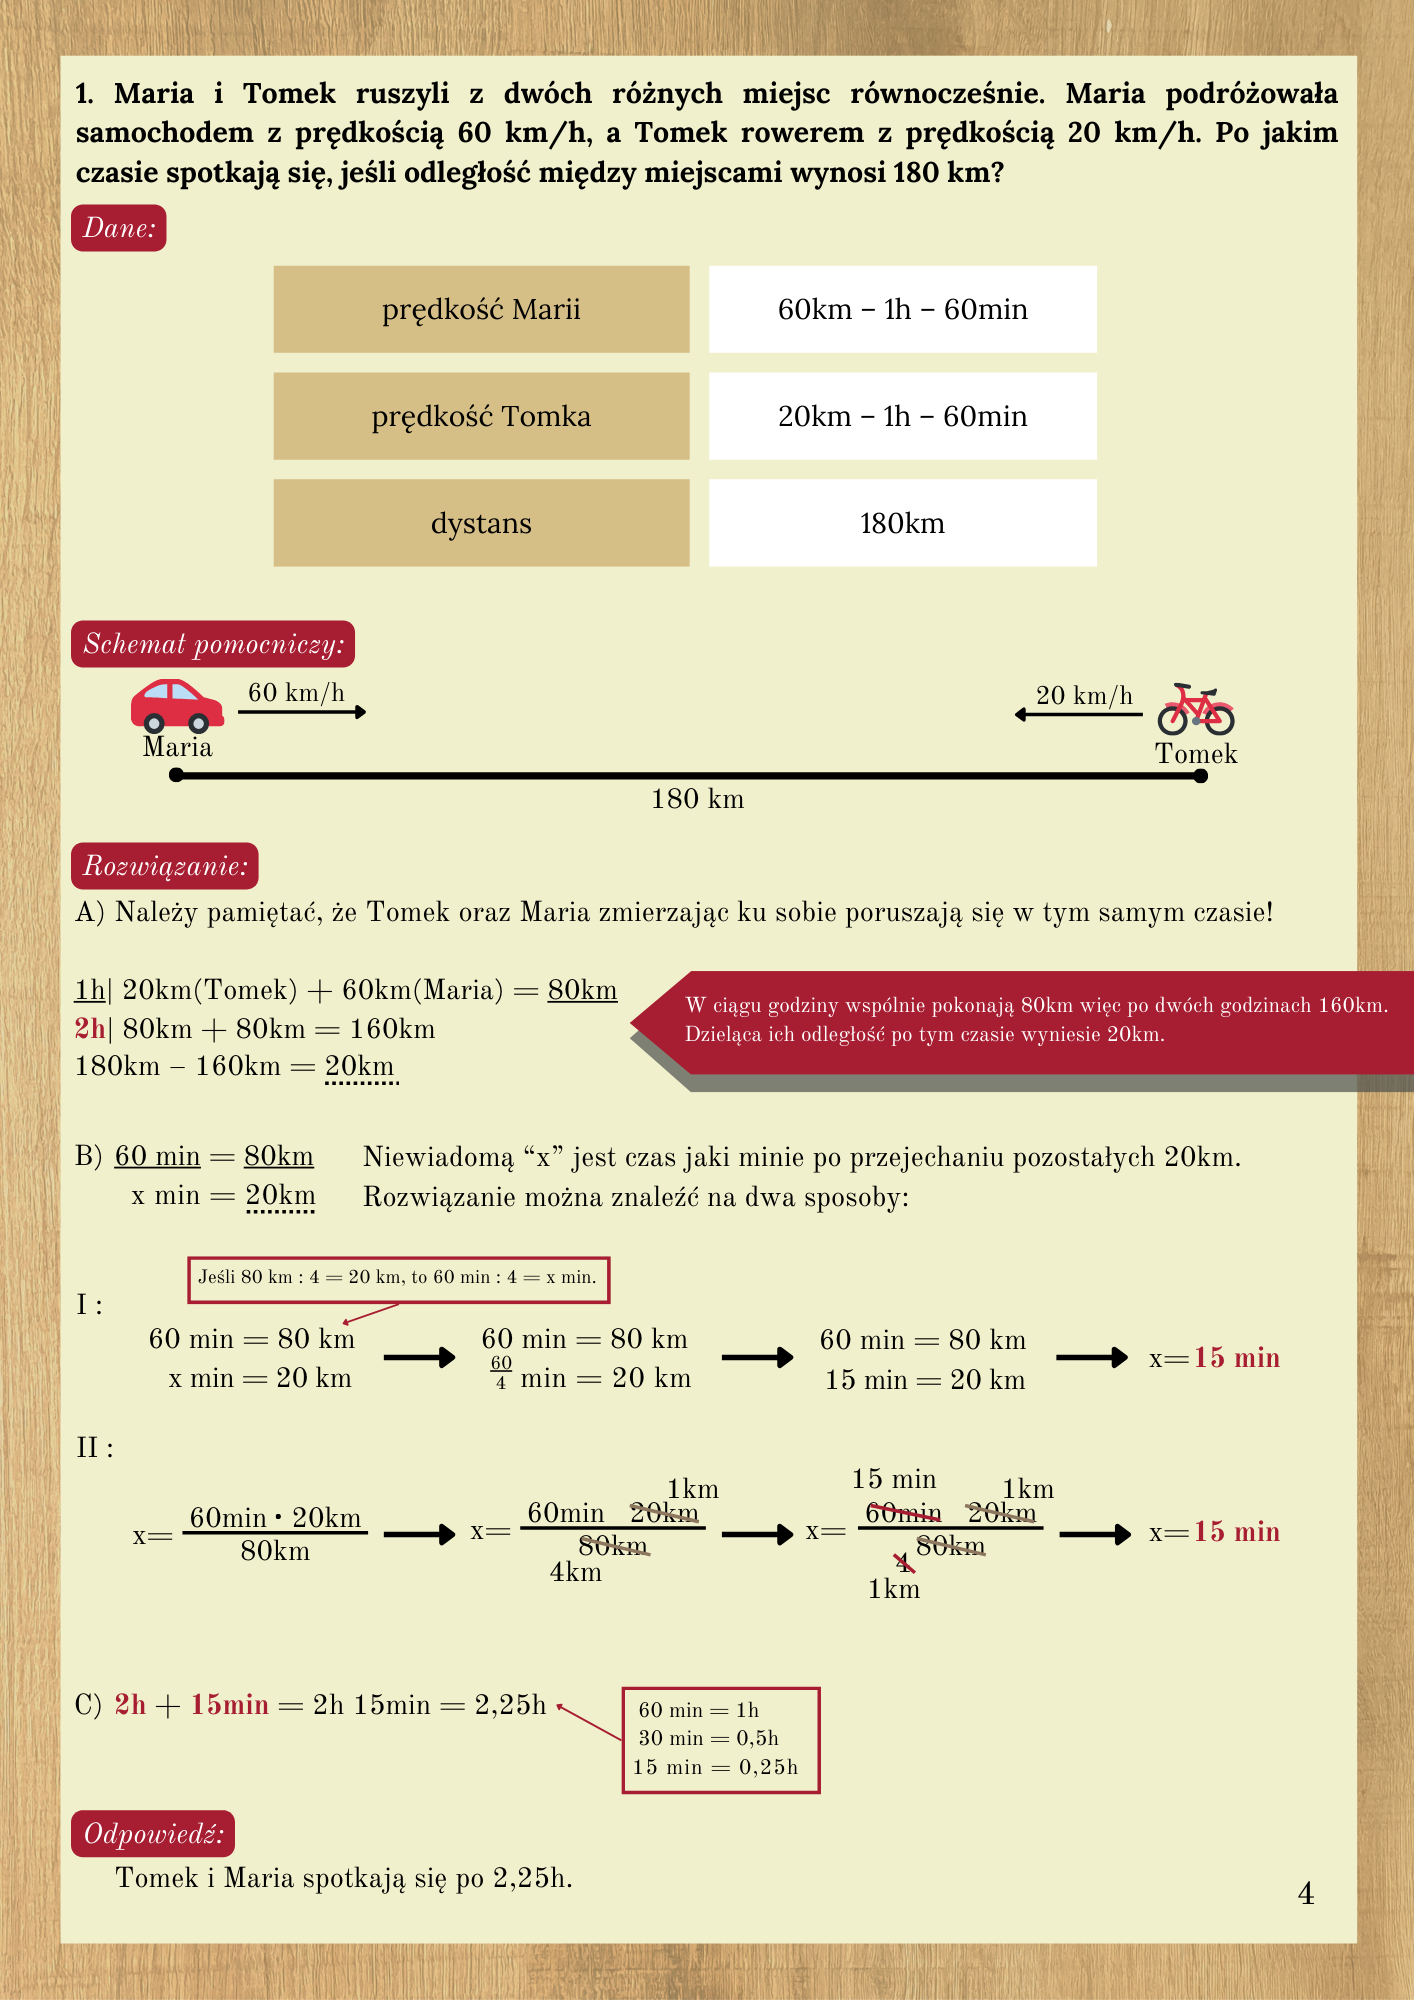 1. Maria i Tomek ruszyli z dwóch różnych miejsc równocześnie. Maria podróżowała
samochodem z prędkością 60 km/h, a Tomek rowerem z prędkością 20 km/h. Po jakim
czasie spotkają się, jeśli odległość między miejscami wynosi 180 km?
Dane:
prędkość Marii 60km – 1h – 60min
prędkość Tomka 20km – 1h – 60min
dystans 180km
Schemat pomocniczy:
60 km/h 20 km/h
Maria Tomek
180 km
Rozwiązanie:
A) Należy pamiętać, że Tomek oraz Maria zmierzając ku sobie poruszają się w tym samym czasie!
1h| 20km(Tomek) + 60km(Maria) = 80km
2h| 80km + 80km = 160km
180km – 160km = 20km
W ciągu godziny wspólnie pokonają 80km więc po dwóch godzinach 160km.
Dzieląca ich odległość po tym czasie wyniesie 20km.
B) 60 min = 80km Niewiadomą “x” jest czas jaki minie po przejechaniu pozostałych 20km.
x min = 20km Rozwiązanie można znaleźć na dwa sposoby:
Jeśli 80 km : 4 = 20 km, to 60 min : 4 = x min.
I :
60 min = 80 km 60 min = 80 km 60 min = 80 km
x min = 20 km 60/4 min = 20 km 15 min = 20 km x=15 min
II :
15 min
1km 1km
60min • 20km 60min 20km 60min 20km
x= x= x= x=15 min
80km 80km 80km
4km 4
1km
C) 2h + 15min = 2h 15min = 2,25h
60 min = 1h
30 min = 0,5h
15 min = 0,25h
Odpowiedź:
Tomek i Maria spotkają się po 2,25h.
4